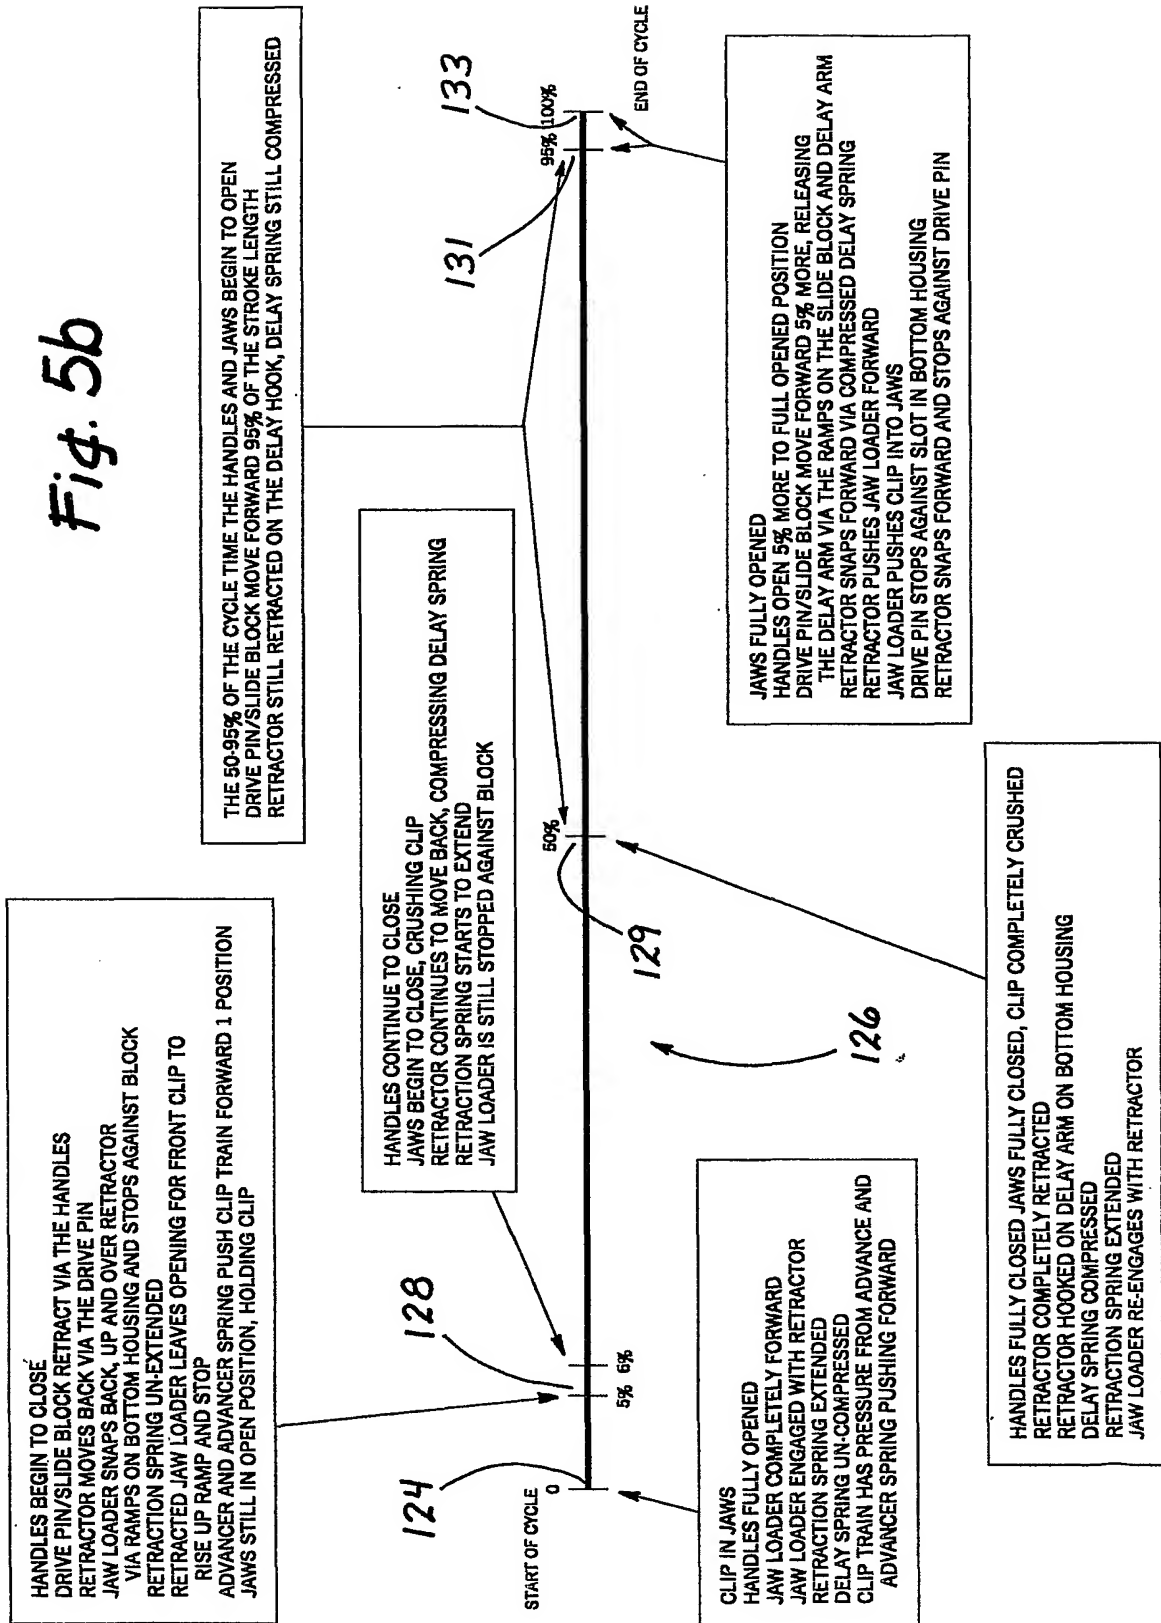 Fig. 5b
HANDLES BEGIN TO CLOSE
DRIVE PIN/SLIDE BLOCK RETRACT VIA THE HANDLES
RETRACTOR MOVES BACK VIA THE DRIVE PIN
JAW LOADER SNAPS BACK, UP AND OVER RETRACTOR
VIA RAMPS ON BOTTOM HOUSING AND STOPS AGAINST BLOCK
RETRACTION SPRING UN-EXTENDED
RETRACTED JAW LOADER LEAVES OPENING FOR FRONT CLIP TO
RISE UP RAMP AND STOP
ADVANCER AND ADVANCER SPRING PUSH CLIP TRAIN FORWARD 1 POSITION
JAWS STILL IN OPEN POSITION, HOLDING CLIP
THE 50-95% OF THE CYCLE TIME THE HANDLES AND JAWS BEGIN TO OPEN
DRIVE PIN/SLIDE BLOCK MOVE FORWARD 95% OF THE STROKE LENGTH
RETRACTOR STILL RETRACTED ON THE DELAY HOOK, DELAY SPRING STILL COMPRESSED
HANDLES CONTINUE TO CLOSE
JAWS BEGIN TO CLOSE, CRUSHING CLIP
RETRACTOR CONTINUES TO MOVE BACK, COMPRESSING DELAY SPRING
RETRACTION SPRING STARTS TO EXTEND
JAW LOADER IS STILL STOPPED AGAINST BLOCK
124
128
131
133
START OF CYCLE
0
5%
6%
50%
95%
100%
END OF CYCLE
129
126
CLIP IN JAWS
HANDLES FULLY OPENED
JAW LOADER COMPLETELY FORWARD
JAW LOADER ENGAGED WITH RETRACTOR
RETRACTION SPRING EXTENDED
DELAY SPRING UN-COMPRESSED
CLIP TRAIN HAS PRESSURE FROM ADVANCE AND
ADVANCER SPRING PUSHING FORWARD
HANDLES FULLY CLOSED JAWS FULLY CLOSED, CLIP COMPLETELY CRUSHED
RETRACTOR COMPLETELY RETRACTED
RETRACTOR HOOKED ON DELAY ARM ON BOTTOM HOUSING
DELAY SPRING COMPRESSED
RETRACTION SPRING EXTENDED
JAW LOADER RE-ENGAGES WITH RETRACTOR
JAWS FULLY OPENED
HANDLES OPEN 5% MORE TO FULL OPENED POSITION
DRIVE PIN/SLIDE BLOCK MOVE FORWARD 5% MORE, RELEASING
THE DELAY ARM VIA THE RAMPS ON THE SLIDE BLOCK AND DELAY ARM
RETRACTOR SNAPS FORWARD VIA COMPRESSED DELAY SPRING
RETRACTOR PUSHES JAW LOADER FORWARD
JAW LOADER PUSHES CLIP INTO JAWS
DRIVE PIN STOPS AGAINST SLOT IN BOTTOM HOUSING
RETRACTOR SNAPS FORWARD AND STOPS AGAINST DRIVE PIN